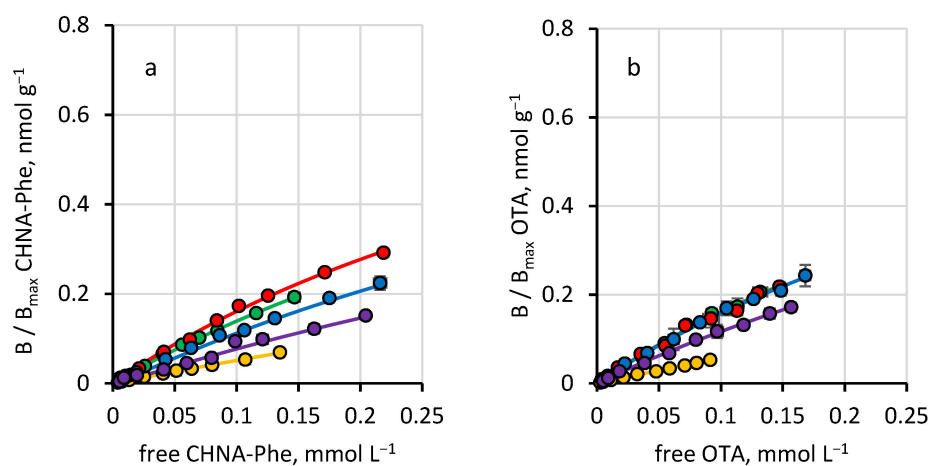 a
B / Bmax CHNA-Phe, nmol g⁻¹
0.8
0.6
0.4
0.2
0
0 0.05 0.1 0.15 0.2 0.25
free CHNA-Phe, mmol L⁻¹
b
B / Bmax OTA, nmol g⁻¹
0.8
0.6
0.4
0.2
0
0 0.05 0.1 0.15 0.2 0.25
free OTA, mmol L⁻¹